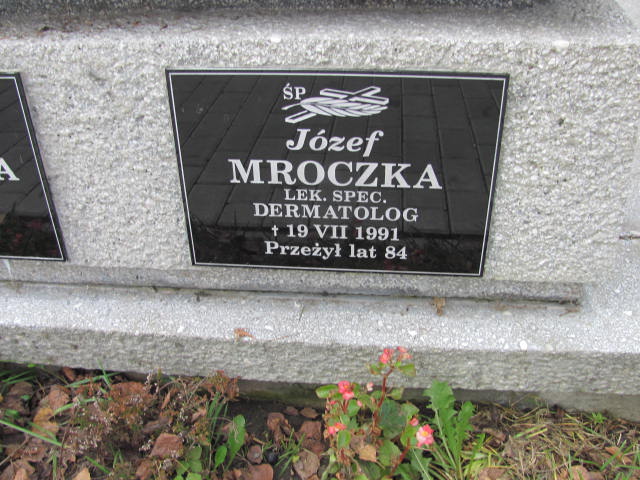 ŚP
Józef
MROCZKA
LEK. SPEC.
DERMATOLOG
† 19 VII 1991
Przeżył lat 84